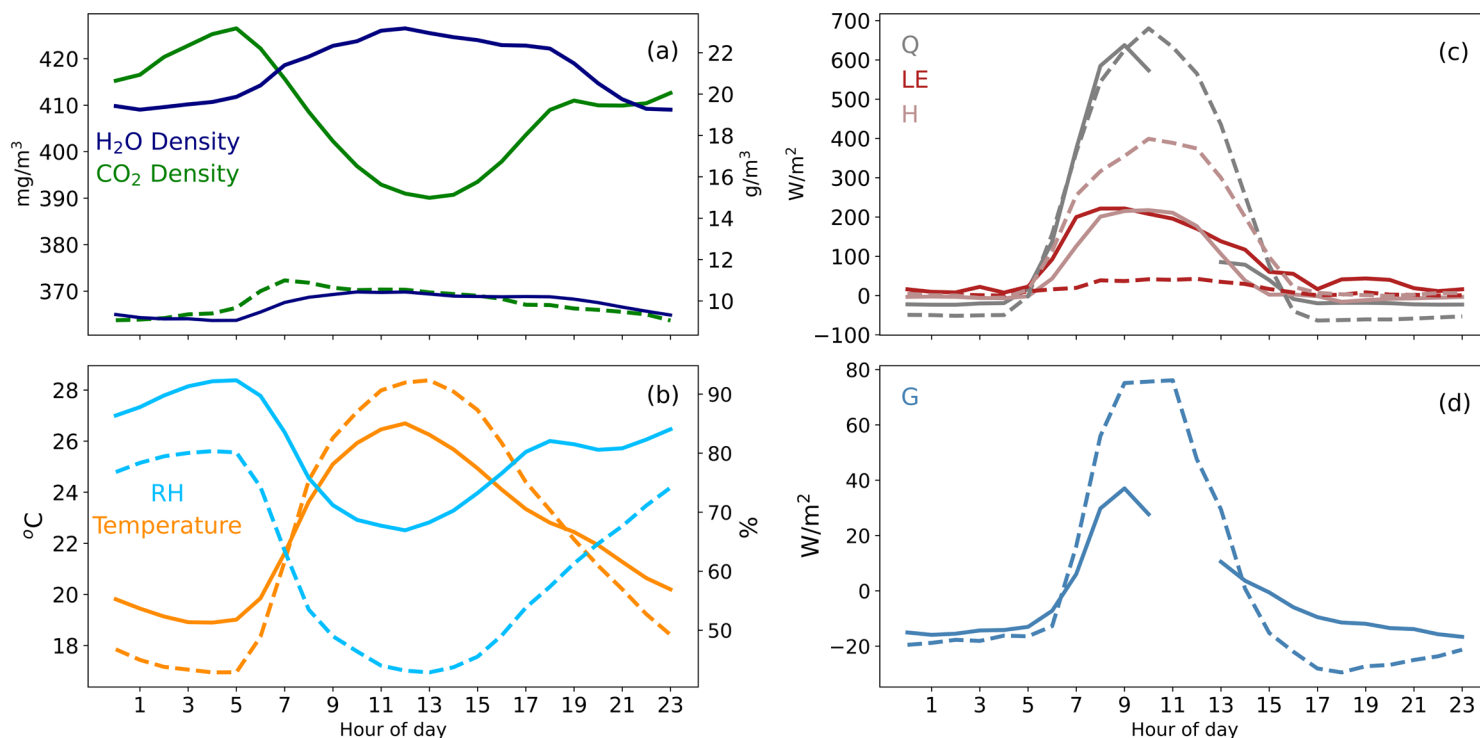 (a)
H₂O Density
CO₂ Density
mg/m³
g/m³
420
410
400
390
380
370
22
20
18
16
14
12
10
(c)
Q
LE
H
W/m²
700
600
500
400
300
200
100
0
−100
(b)
RH
Temperature
°C
%
28
26
24
22
20
18
90
80
70
60
50
1 3 5 7 9 11 13 15 17 19 21 23
Hour of day
(d)
G
W/m²
80
60
40
20
0
−20
1 3 5 7 9 11 13 15 17 19 21 23
Hour of day